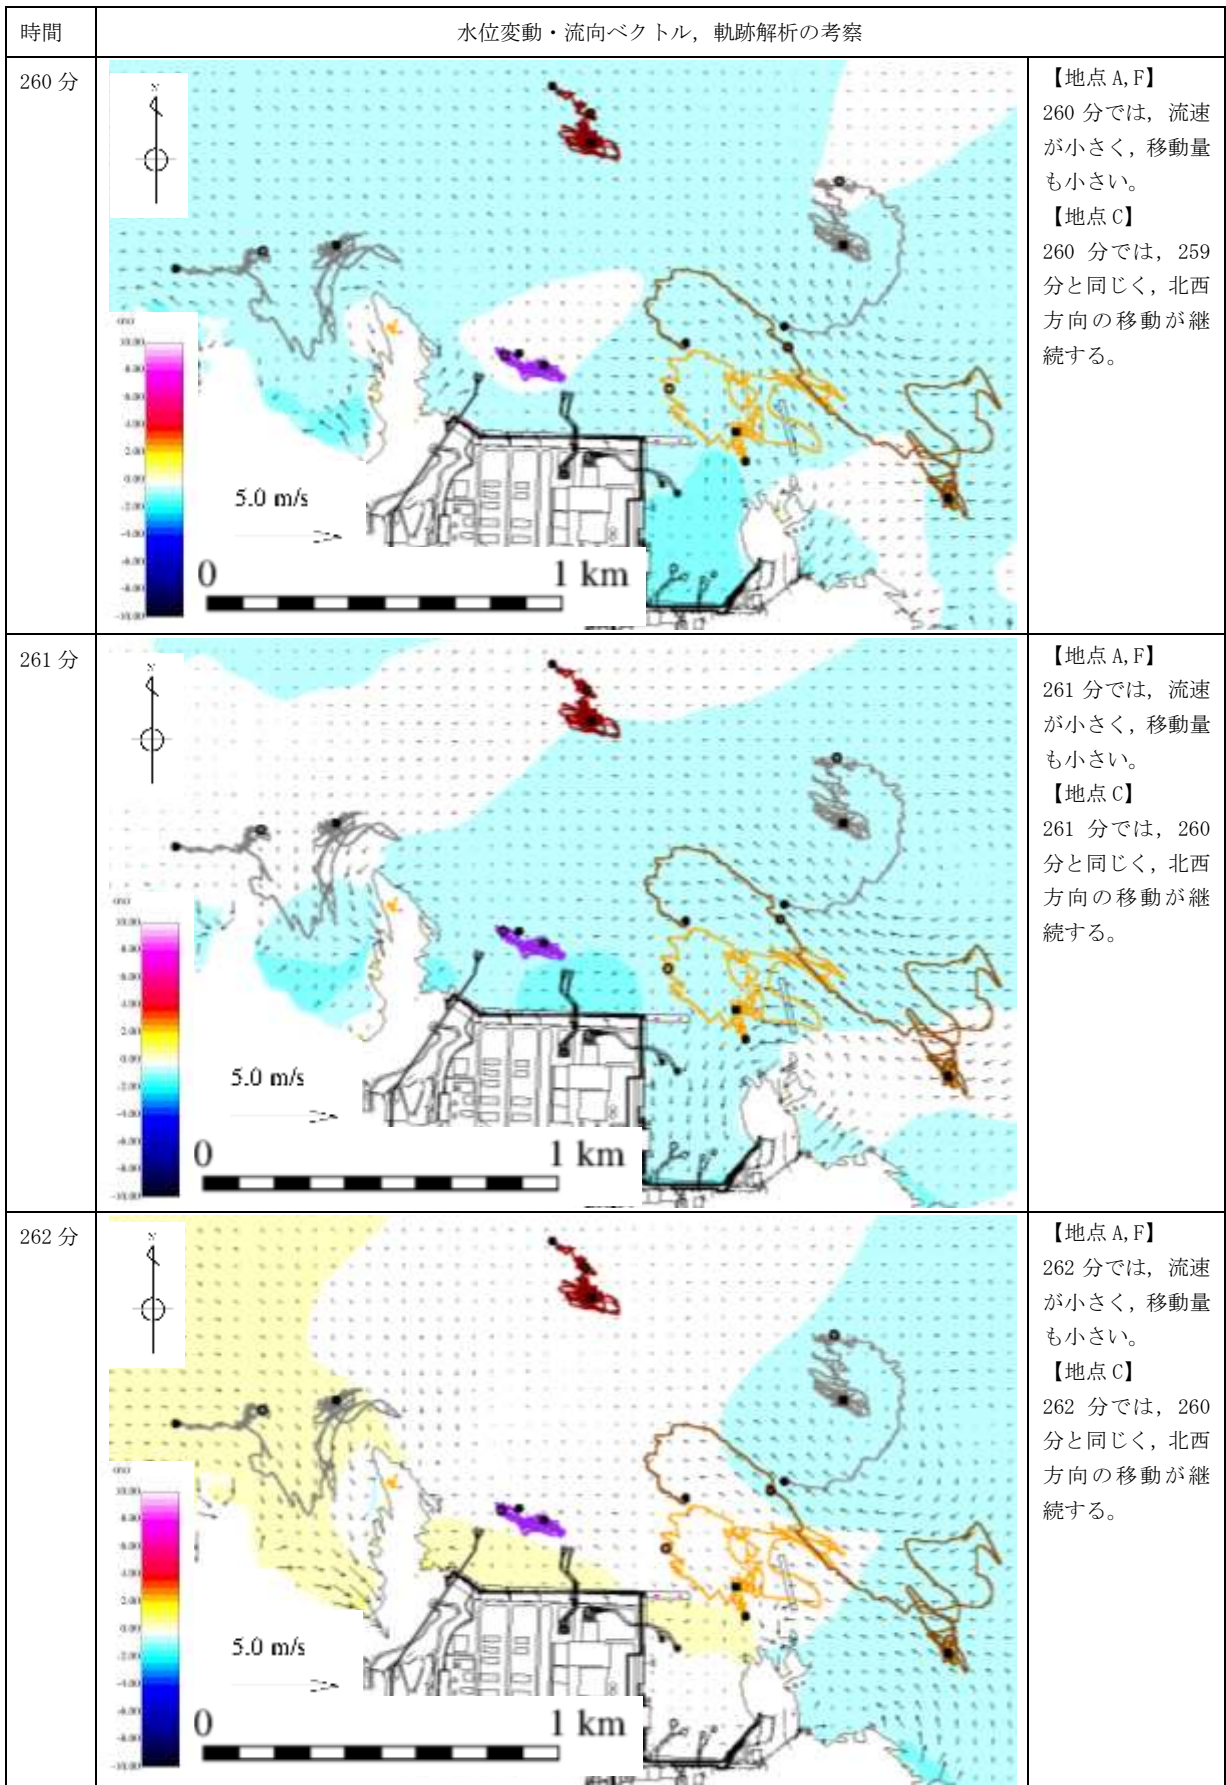 時間
水位変動・流向ベクトル，軌跡解析の考察
260 分
5.0 m/s
0
1 km
【地点 A,F】
260 分では，流速
が小さく，移動量
も小さい。
【地点 C】
260 分では，259
分と同じく，北西
方向の移動が継
続する。
261 分
5.0 m/s
0
1 km
【地点 A,F】
261 分では，流速
が小さく，移動量
も小さい。
【地点 C】
261 分では，260
分と同じく，北西
方向の移動が継
続する。
262 分
5.0 m/s
0
1 km
【地点 A,F】
262 分では，流速
が小さく，移動量
も小さい。
【地点 C】
262 分では，260
分と同じく，北西
方向の移動が継
続する。